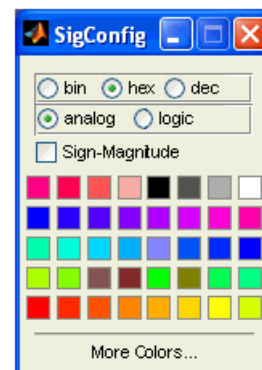 SigConfig
bin hex dec
analog logic
Sign-Magnitude
More Colors...